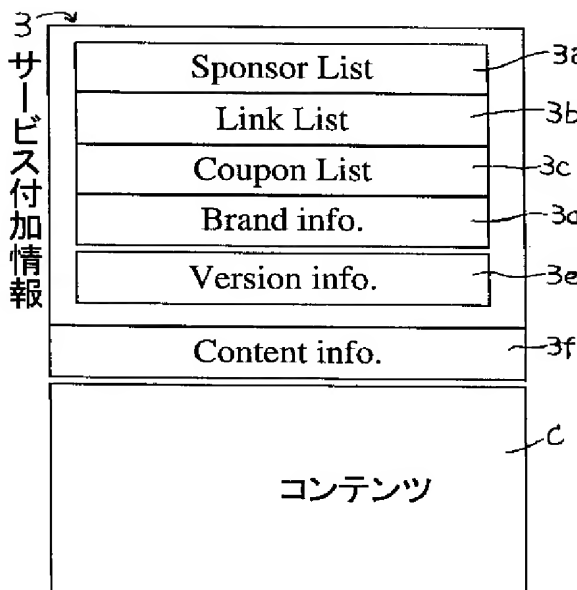 3
サービス付加情報
Sponsor List
3a
Link List
3b
Coupon List
3c
Brand info.
3d
Version info.
3e
Content info.
3f
C
コンテンツ